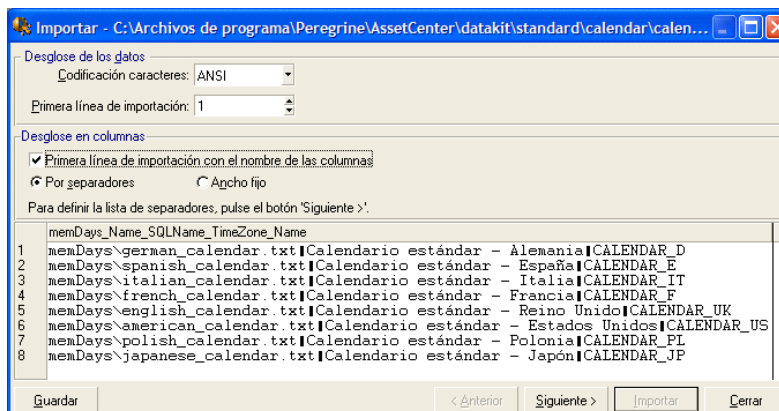 Importar - C:\Archivos de programa\Peregrine\AssetCenter\datakit\standard\calendar\calen...
Desglose de los datos
Codificación caracteres: ANSI
Primera línea de importación: 1
Desglose en columnas
Primera línea de importación con el nombre de las columnas
Por separadores Ancho fijo
Para definir la lista de separadores, pulse el botón 'Siguiente >'.
memDays_Name_SQLName_TimeZone_Name
1 memDays\german_calendar.txt|Calendario estándar - Alemania|CALENDAR_D
2 memDays\spanish_calendar.txt|Calendario estándar - España|CALENDAR_E
3 memDays\italian_calendar.txt|Calendario estándar - Italia|CALENDAR_IT
4 memDays\french_calendar.txt|Calendario estándar - Francia|CALENDAR_F
5 memDays\english_calendar.txt|Calendario estándar - Reino Unido|CALENDAR_UK
6 memDays\american_calendar.txt|Calendario estándar - Estados Unidos|CALENDAR_US
7 memDays\polish_calendar.txt|Calendario estándar - Polonia|CALENDAR_PL
8 memDays\japanese_calendar.txt|Calendario estándar - Japón|CALENDAR_JP
Guardar < Anterior Siguiente > Importar Cerrar